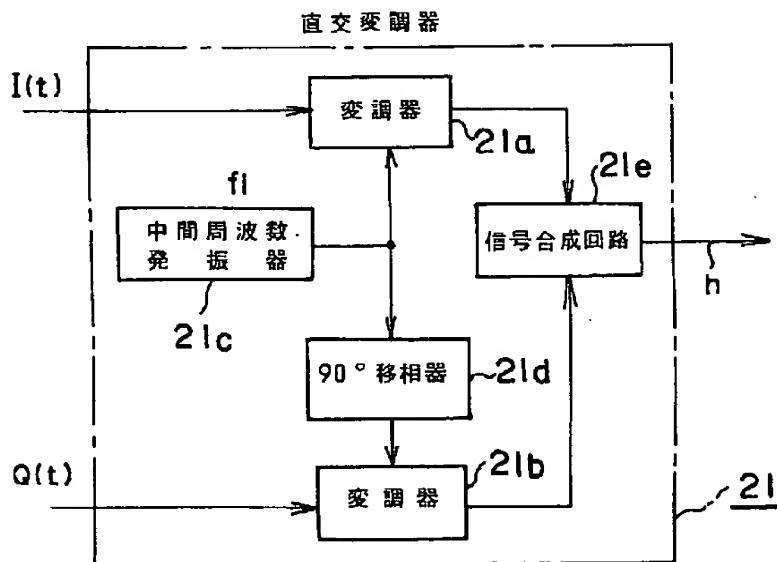 直交変調器
I(t)
変調器
21a
21e
fi
中間周波数
発振器
21c
信号合成回路
h
90°移相器
21d
Q(t)
変調器
21b
21